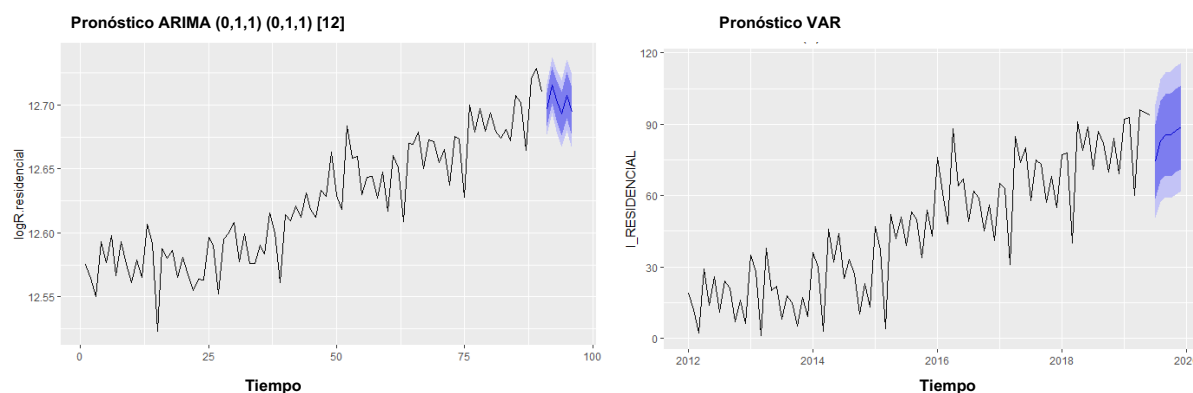 Pronóstico ARIMA (0,1,1) (0,1,1) [12]
logR.residencial
12.70
12.65
12.60
12.55
0 25 50 75 100
Tiempo
Pronóstico VAR
I_RESIDENCIAL
120
90
60
30
0
2012 2014 2016 2018 2020
Tiempo